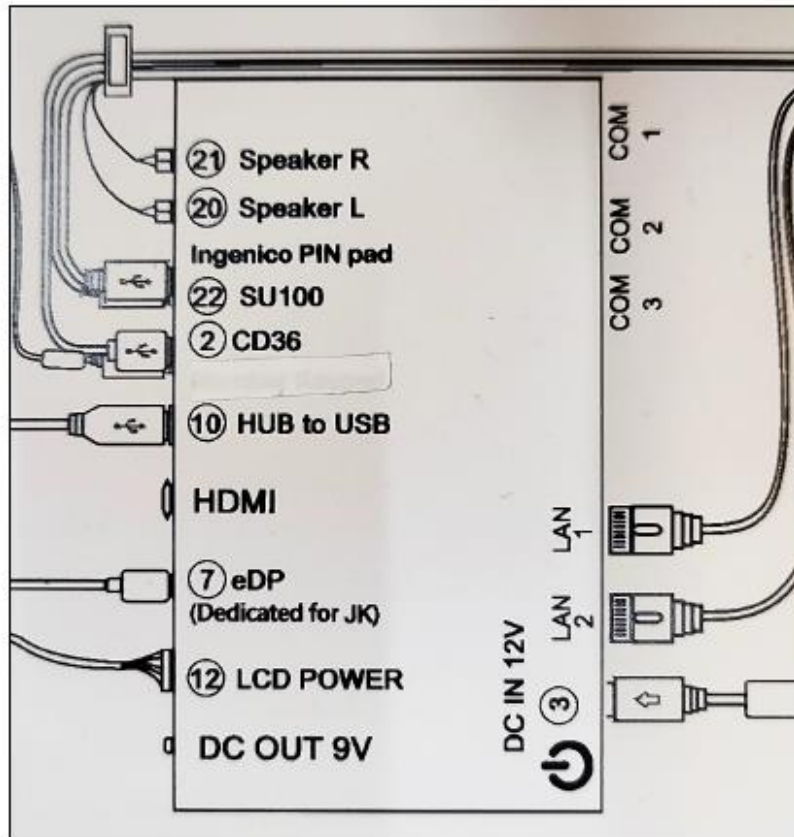 21 Speaker R
20 Speaker L
Ingenico PIN pad
22 SU100
2 CD36
10 HUB to USB
HDMI
7 eDP
(Dedicated for JK)
12 LCD POWER
DC OUT 9V
COM 1
COM 2
COM 3
LAN 1
LAN 2
DC IN 12V 3